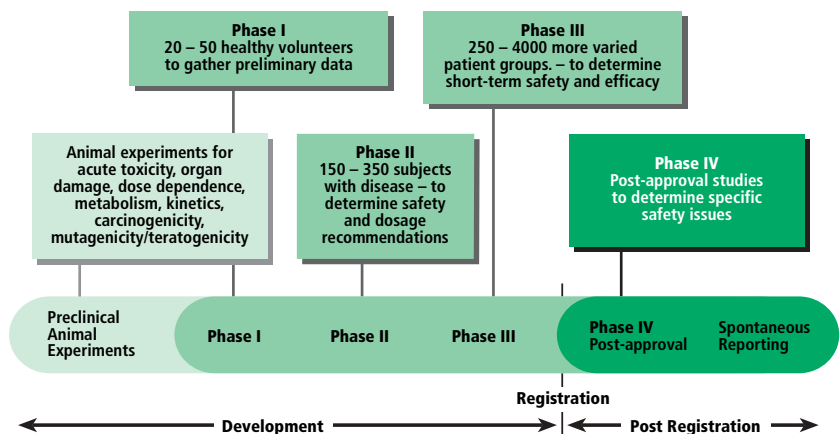 Phase I
20 – 50 healthy volunteers
to gather preliminary data
Phase III
250 – 4000 more varied
patient groups. – to determine
short-term safety and efficacy
Animal experiments for
acute toxicity, organ
damage, dose dependence,
metabolism, kinetics,
carcinogenicity,
mutagenicity/teratogenicity
Phase II
150 – 350 subjects
with disease – to
determine safety
and dosage
recommendations
Phase IV
Post-approval studies
to determine specific
safety issues
Preclinical
Animal
Experiments
Phase I
Phase II
Phase III
Phase IV
Post-approval
Spontaneous
Reporting
Registration
Development
Post Registration